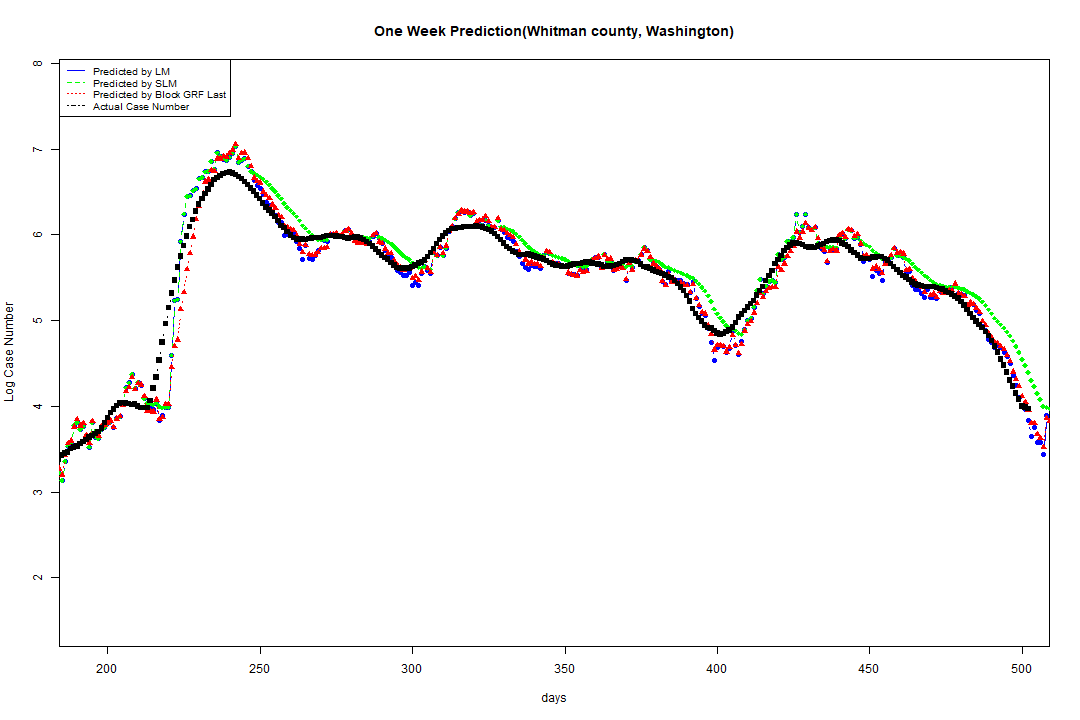 One Week Prediction(Whitman county, Washington)
Predicted by LM
Predicted by SLM
Predicted by Block GRF Last
Actual Case Number
Log Case Number
8
7
6
5
4
3
2
200 250 300 350 400 450 500
days